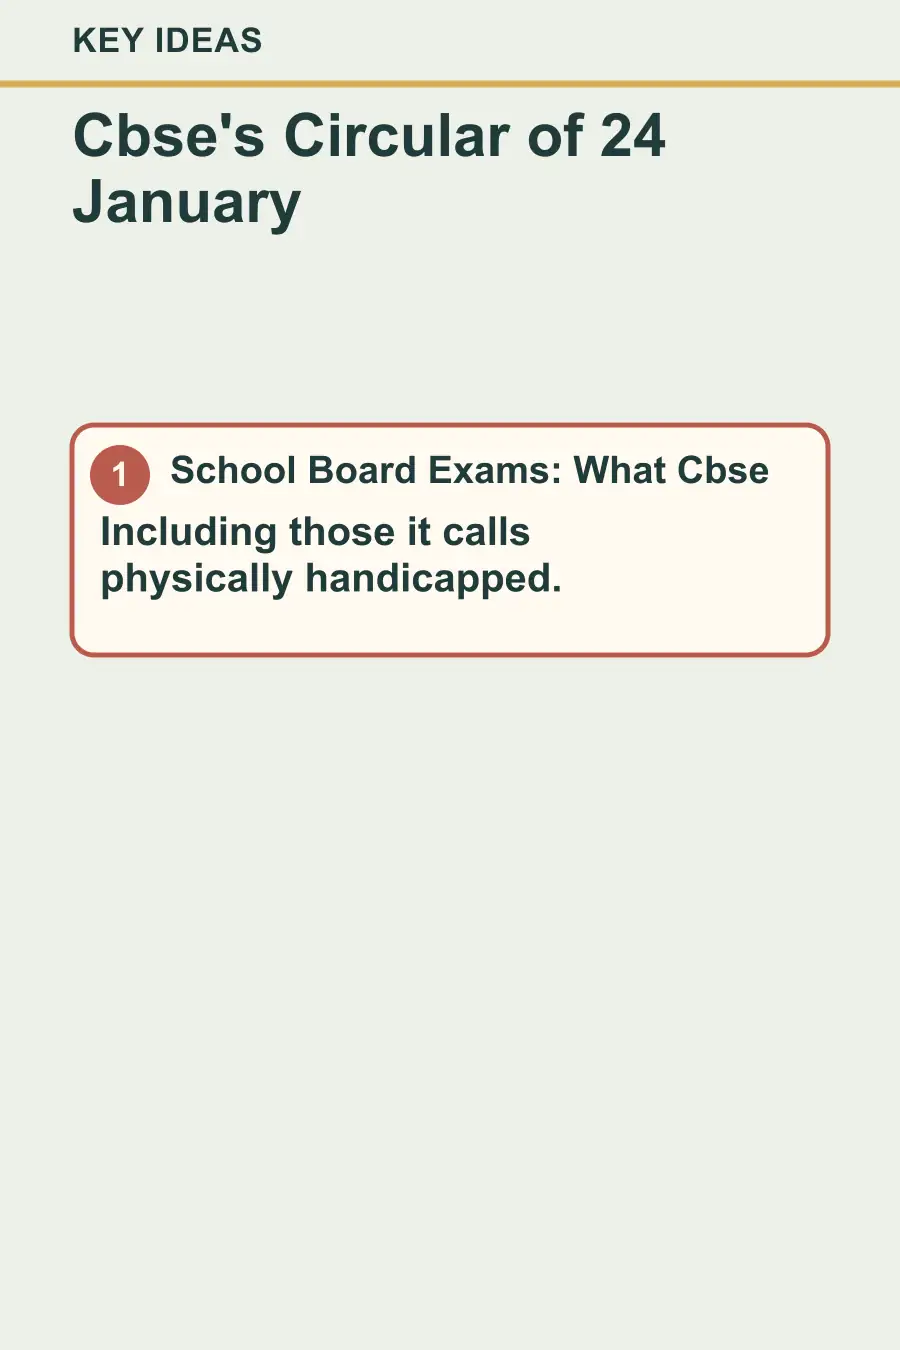 KEY IDEAS
Cbse's Circular of 24
January
1 School Board Exams: What Cbse
Including those it calls
physically handicapped.